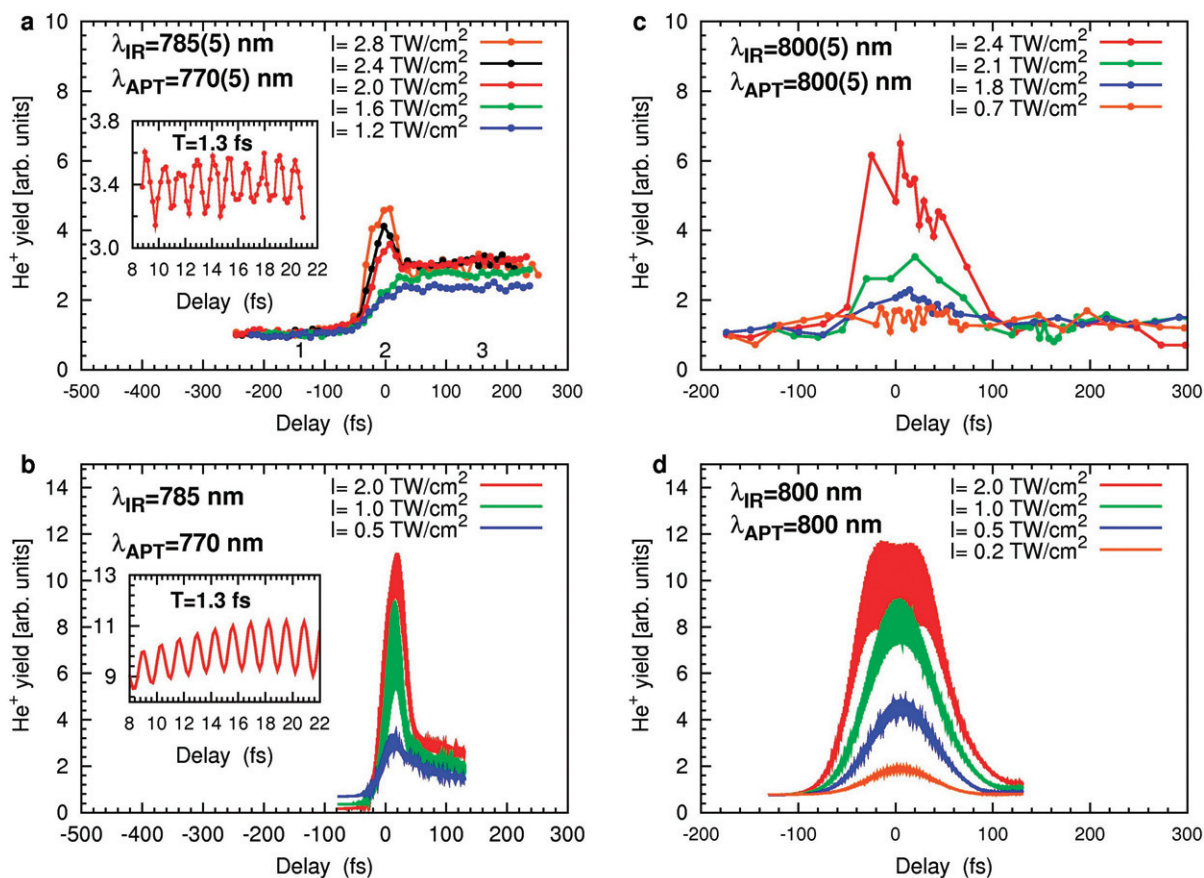 a
λIR=785(5) nm
λAPT=770(5) nm
I= 2.8 TW/cm²
I= 2.4 TW/cm²
I= 2.0 TW/cm²
I= 1.6 TW/cm²
I= 1.2 TW/cm²
He⁺ yield [arb. units]
10
8
6
4
2
0
3.8
3.4
3.0
T=1.3 fs
8 10 12 14 16 18 20 22
Delay (fs)
1 2 3
-500 -400 -300 -200 -100 0 100 200 300
Delay (fs)
c
λIR=800(5) nm
λAPT=800(5) nm
I= 2.4 TW/cm²
I= 2.1 TW/cm²
I= 1.8 TW/cm²
I= 0.7 TW/cm²
He⁺ yield [arb. units]
10
8
6
4
2
0
-200 -100 0 100 200 300
Delay (fs)
b
λIR=785 nm
λAPT=770 nm
I= 2.0 TW/cm²
I= 1.0 TW/cm²
I= 0.5 TW/cm²
He⁺ yield [arb. units]
14
12
10
8
6
4
2
0
13
11
9
T=1.3 fs
8 10 12 14 16 18 20 22
Delay (fs)
-500 -400 -300 -200 -100 0 100 200 300
Delay (fs)
d
λIR=800 nm
λAPT=800 nm
I= 2.0 TW/cm²
I= 1.0 TW/cm²
I= 0.5 TW/cm²
I= 0.2 TW/cm²
He⁺ yield [arb. units]
14
12
10
8
6
4
2
0
-200 -100 0 100 200 300
Delay (fs)